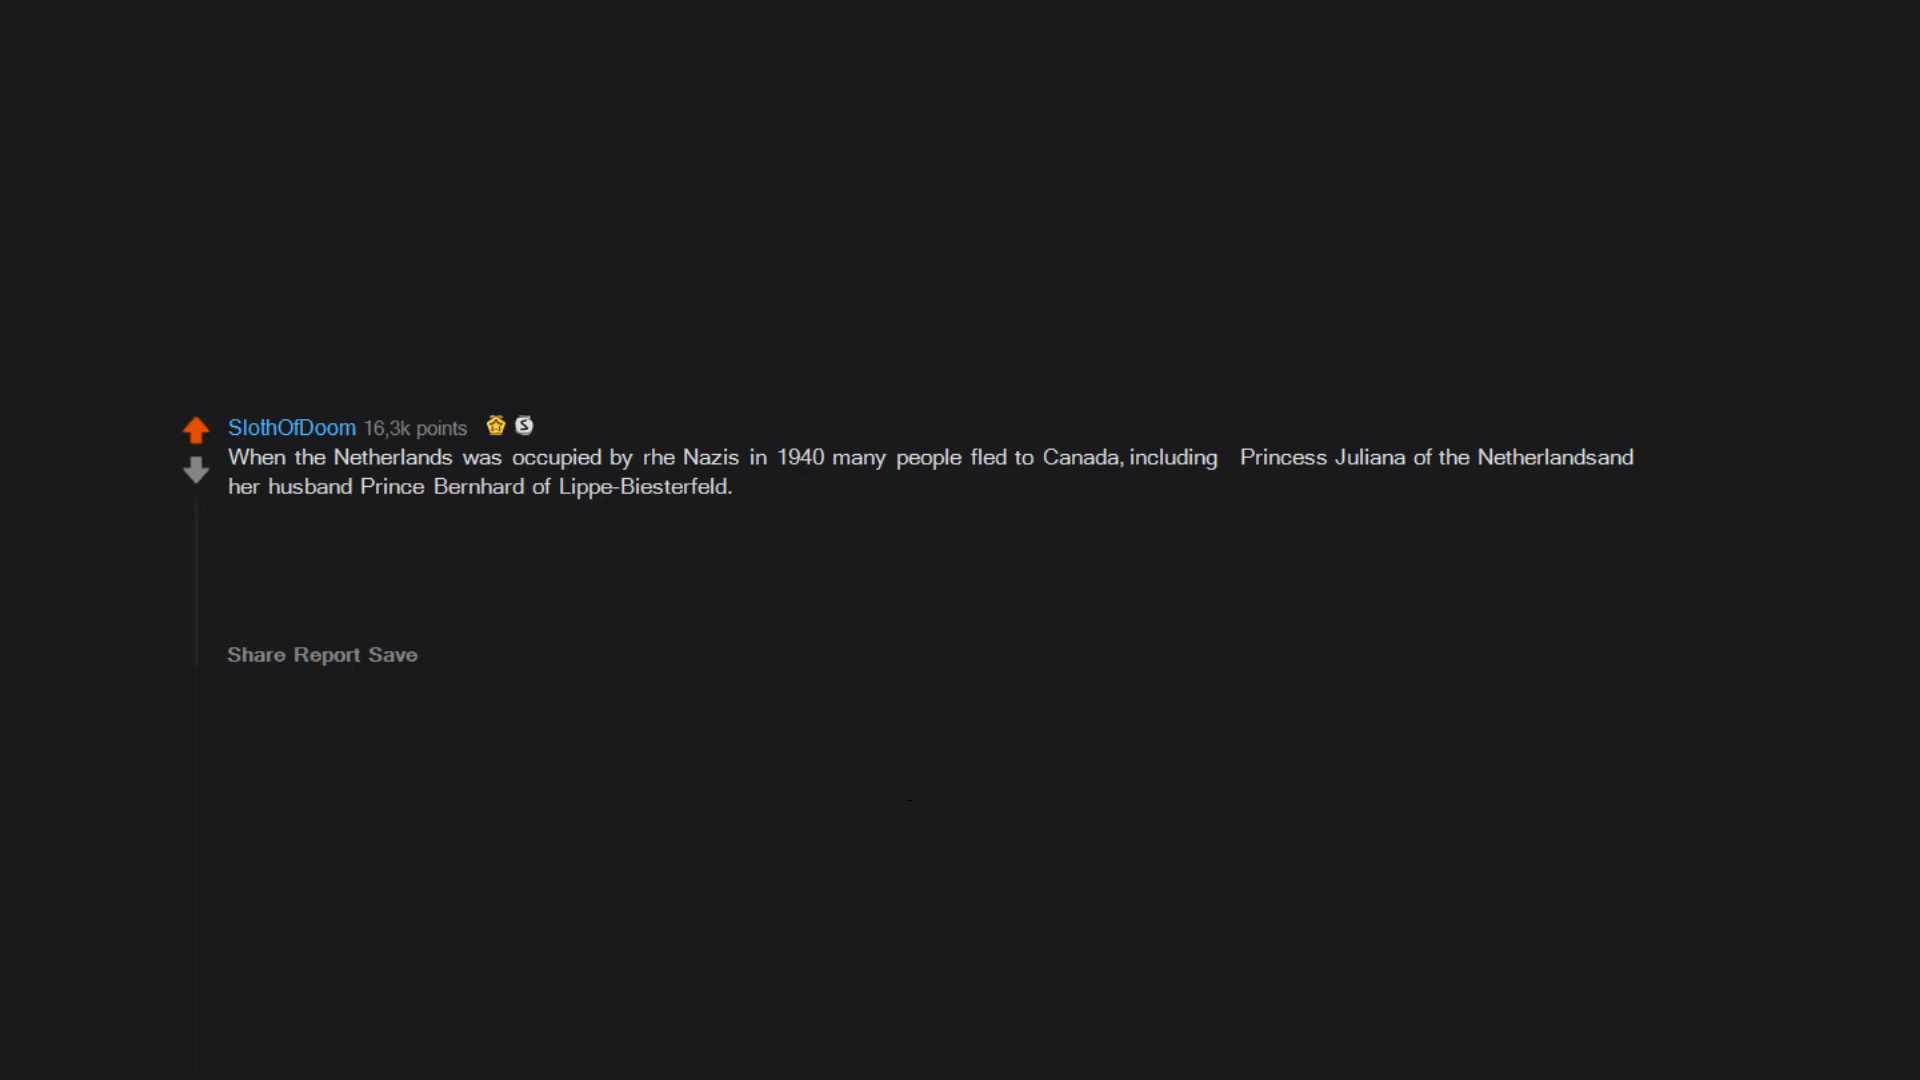 SlothOfDoom 16,3k points
When the Netherlands was occupied by rhe Nazis in 1940 many people fled to Canada, including Princess Juliana of the Netherlandsand
her husband Prince Bernhard of Lippe-Biesterfeld.
Share Report Save